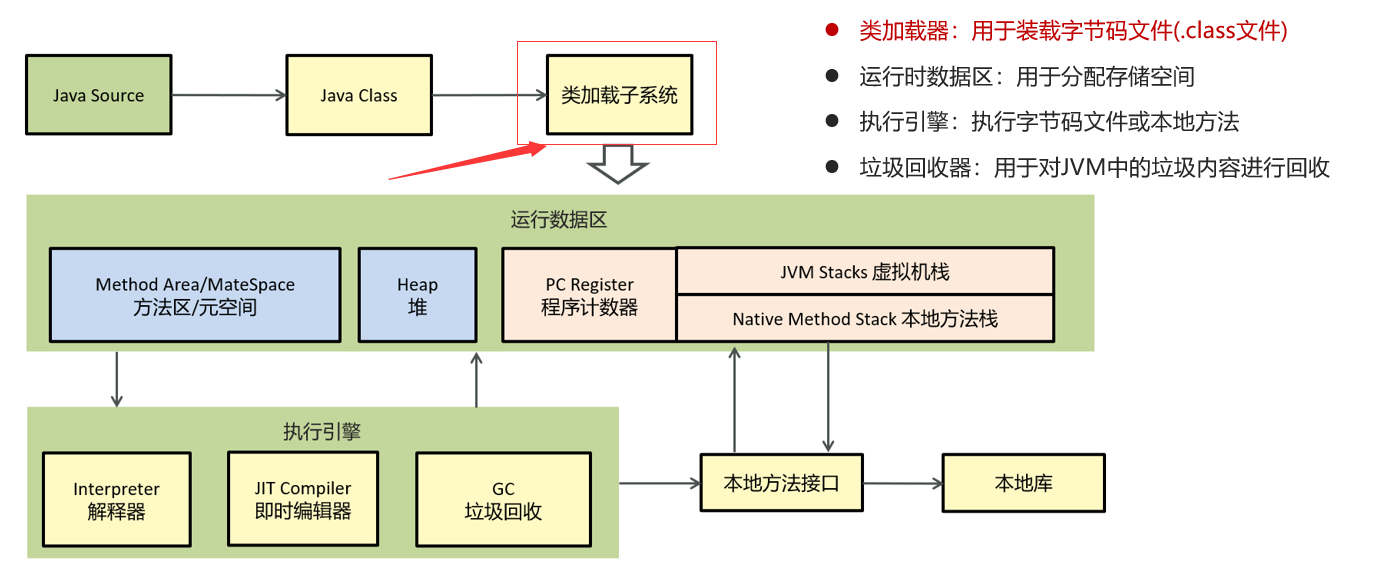 类加载器：用于装载字节码文件(.class文件)
运行时数据区：用于分配存储空间
执行引擎：执行字节码文件或本地方法
垃圾回收器：用于对JVM中的垃圾内容进行回收
Java Source
Java Class
类加载子系统
运行数据区
Method Area/MateSpace
方法区/元空间
Heap
堆
PC Register
程序计数器
JVM Stacks 虚拟机栈
Native Method Stack 本地方法栈
执行引擎
Interpreter
解释器
JIT Compiler
即时编辑器
GC
垃圾回收
本地方法接口
本地库